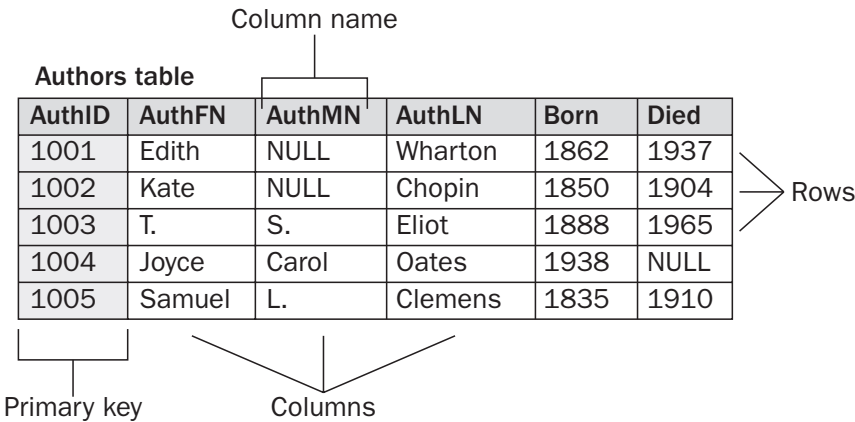 Column name
Authors table
AuthID AuthFN AuthMN AuthLN Born Died
1001 Edith NULL Wharton 1862 1937
1002 Kate NULL Chopin 1850 1904
Rows
1003 T. S. Eliot 1888 1965
1004 Joyce Carol Oates 1938 NULL
1005 Samuel L. Clemens 1835 1910
Primary key Columns